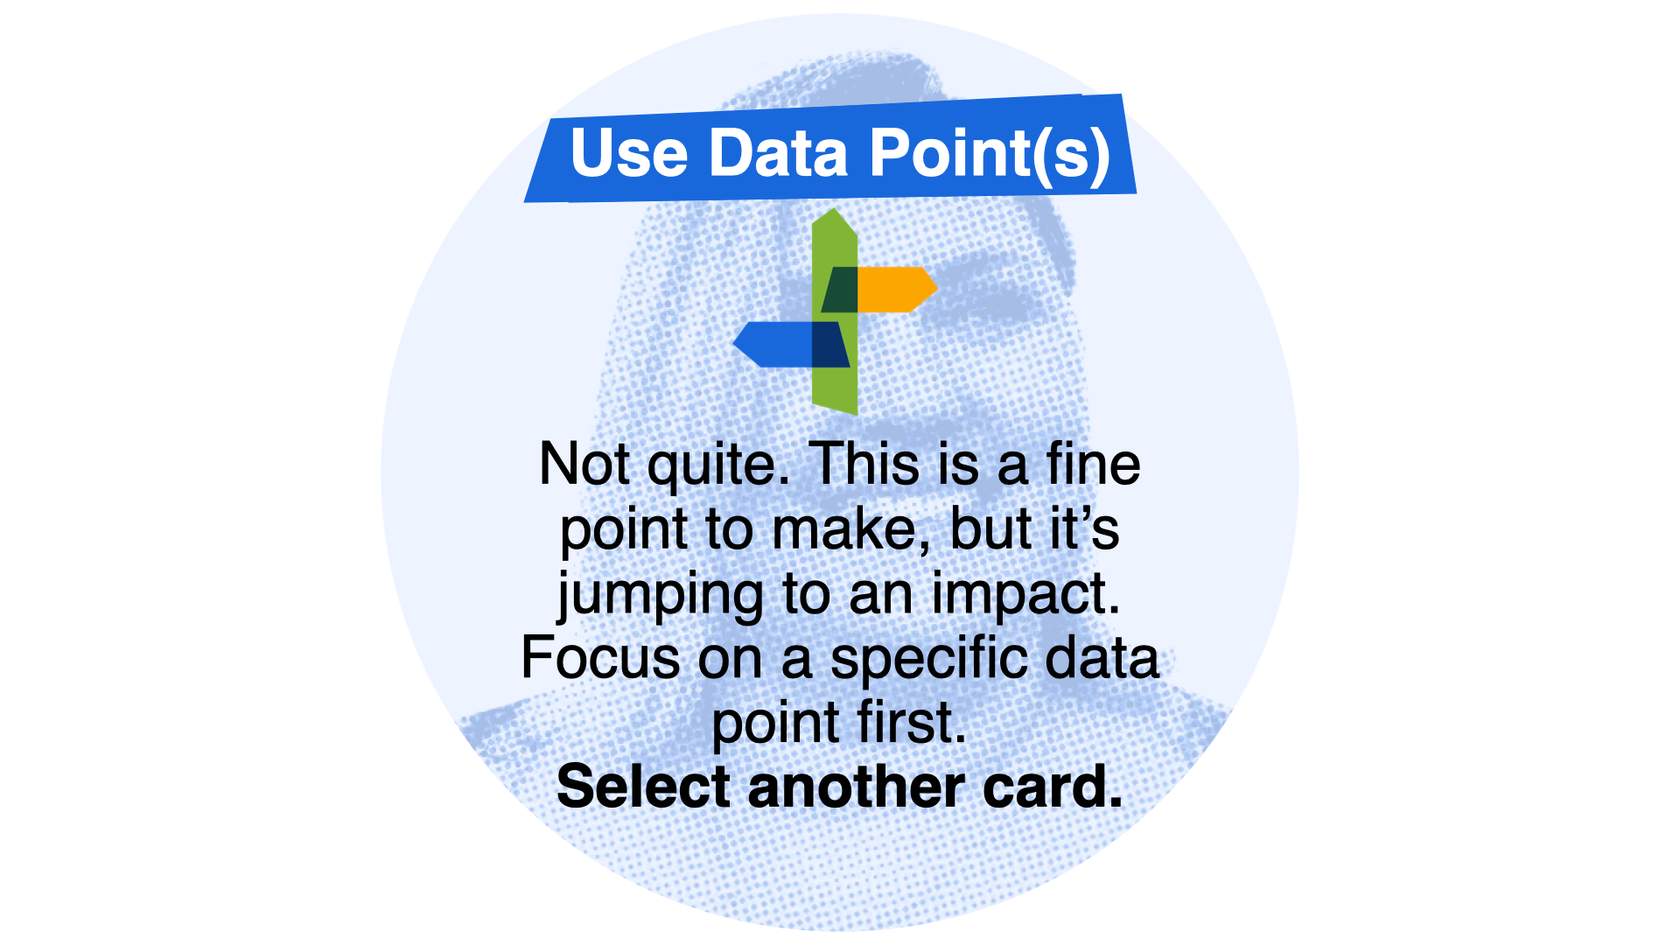 Use Data Point(s)
Not quite. This is a fine
point to make, but it’s
jumping to an impact.
Focus on a specific data
point first.
Select another card.